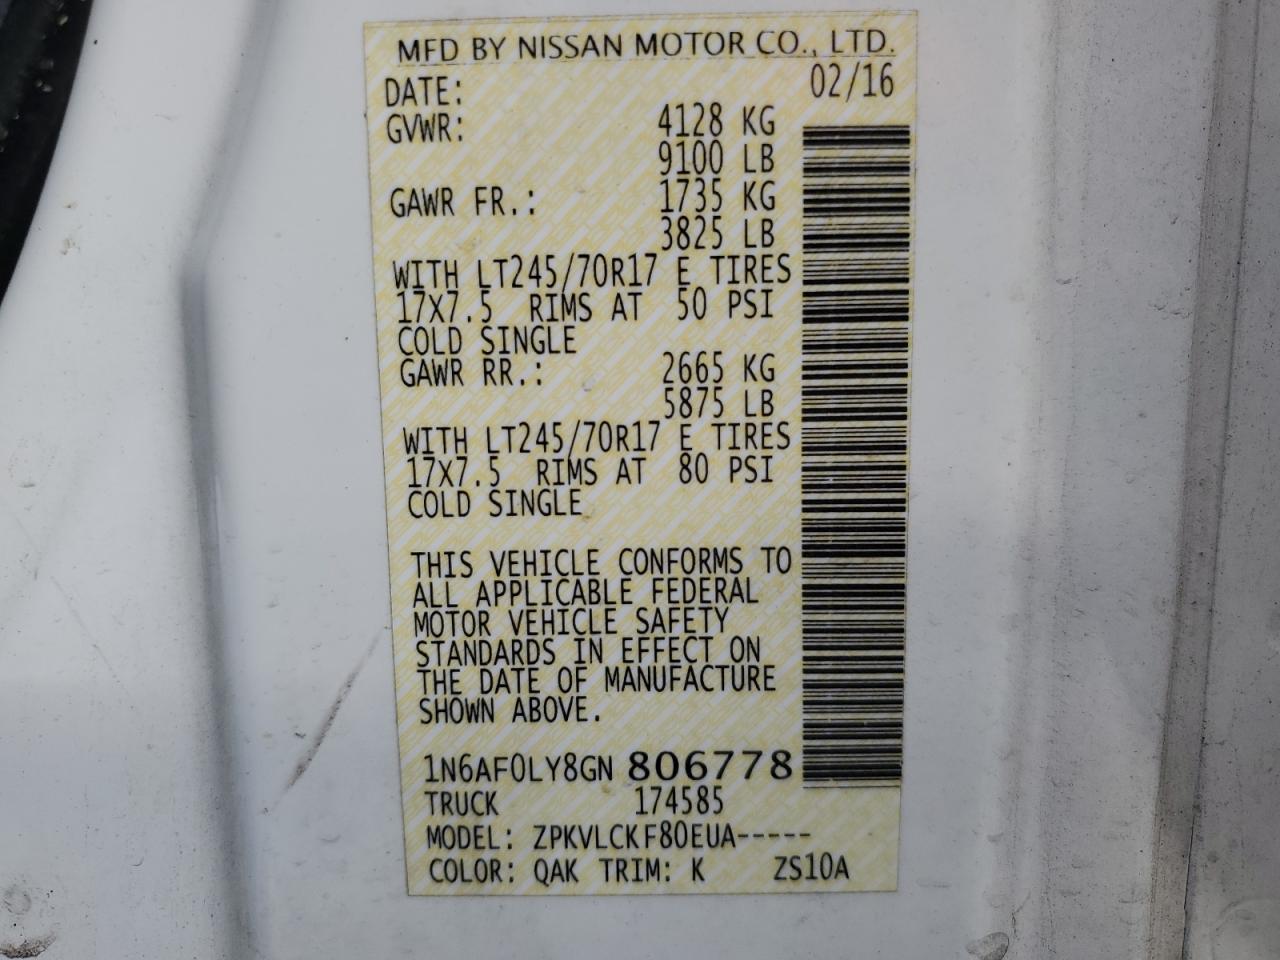 MFD BY NISSAN MOTOR CO., LTD.
DATE: 02/16
GVWR: 4128 KG
9100 LB
GAWR FR.: 1735 KG
3825 LB
WITH LT245/70R17 E TIRES
17X7.5 RIMS AT 50 PSI
COLD SINGLE
GAWR RR.: 2665 KG
5875 LB
WITH LT245/70R17 E TIRES
17X7.5 RIMS AT 80 PSI
COLD SINGLE
THIS VEHICLE CONFORMS TO
ALL APPLICABLE FEDERAL
MOTOR VEHICLE SAFETY
STANDARDS IN EFFECT ON
THE DATE OF MANUFACTURE
SHOWN ABOVE.
1N6AF0LY8GN 806778
TRUCK 174585
MODEL: ZPKVLCKF80EUA-----
COLOR: QAK TRIM: K ZS10A